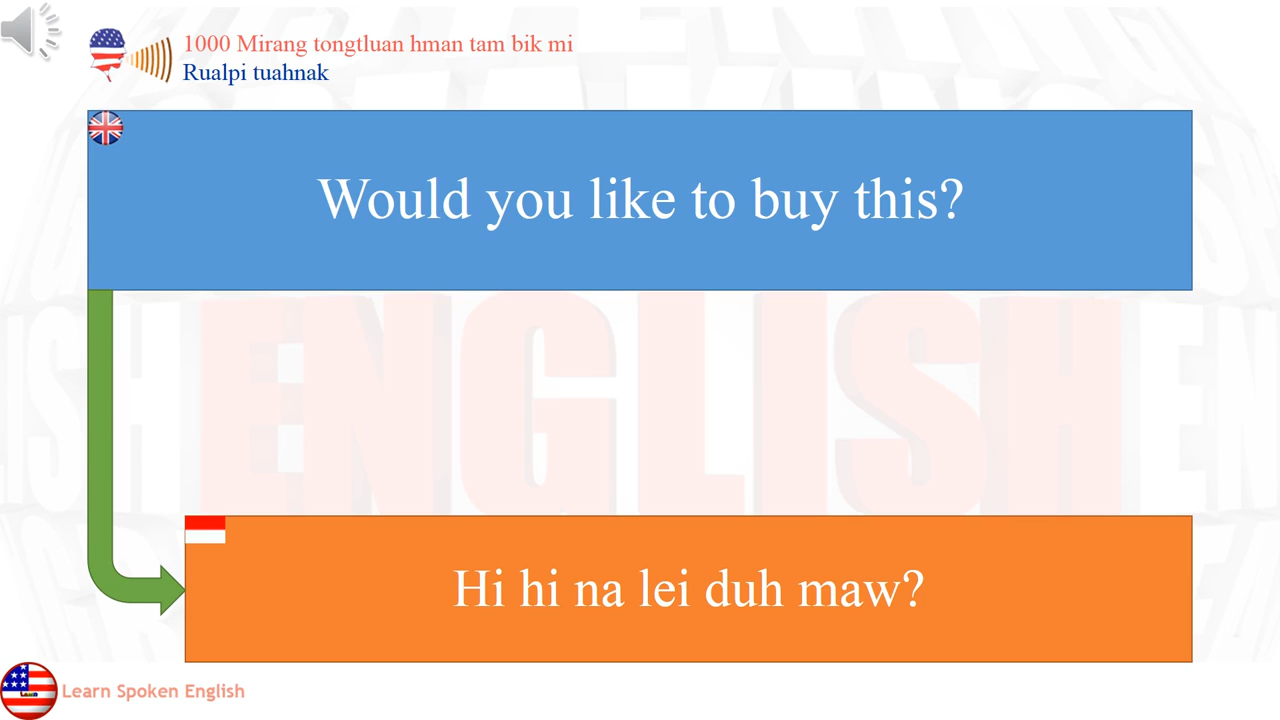 1000 Mirang tongtluan hman tam bik mi
Rualpi tuahnak
Would you like to buy this?
ENGLISH
Hi hi na lei duh maw?
Learn Spoken English